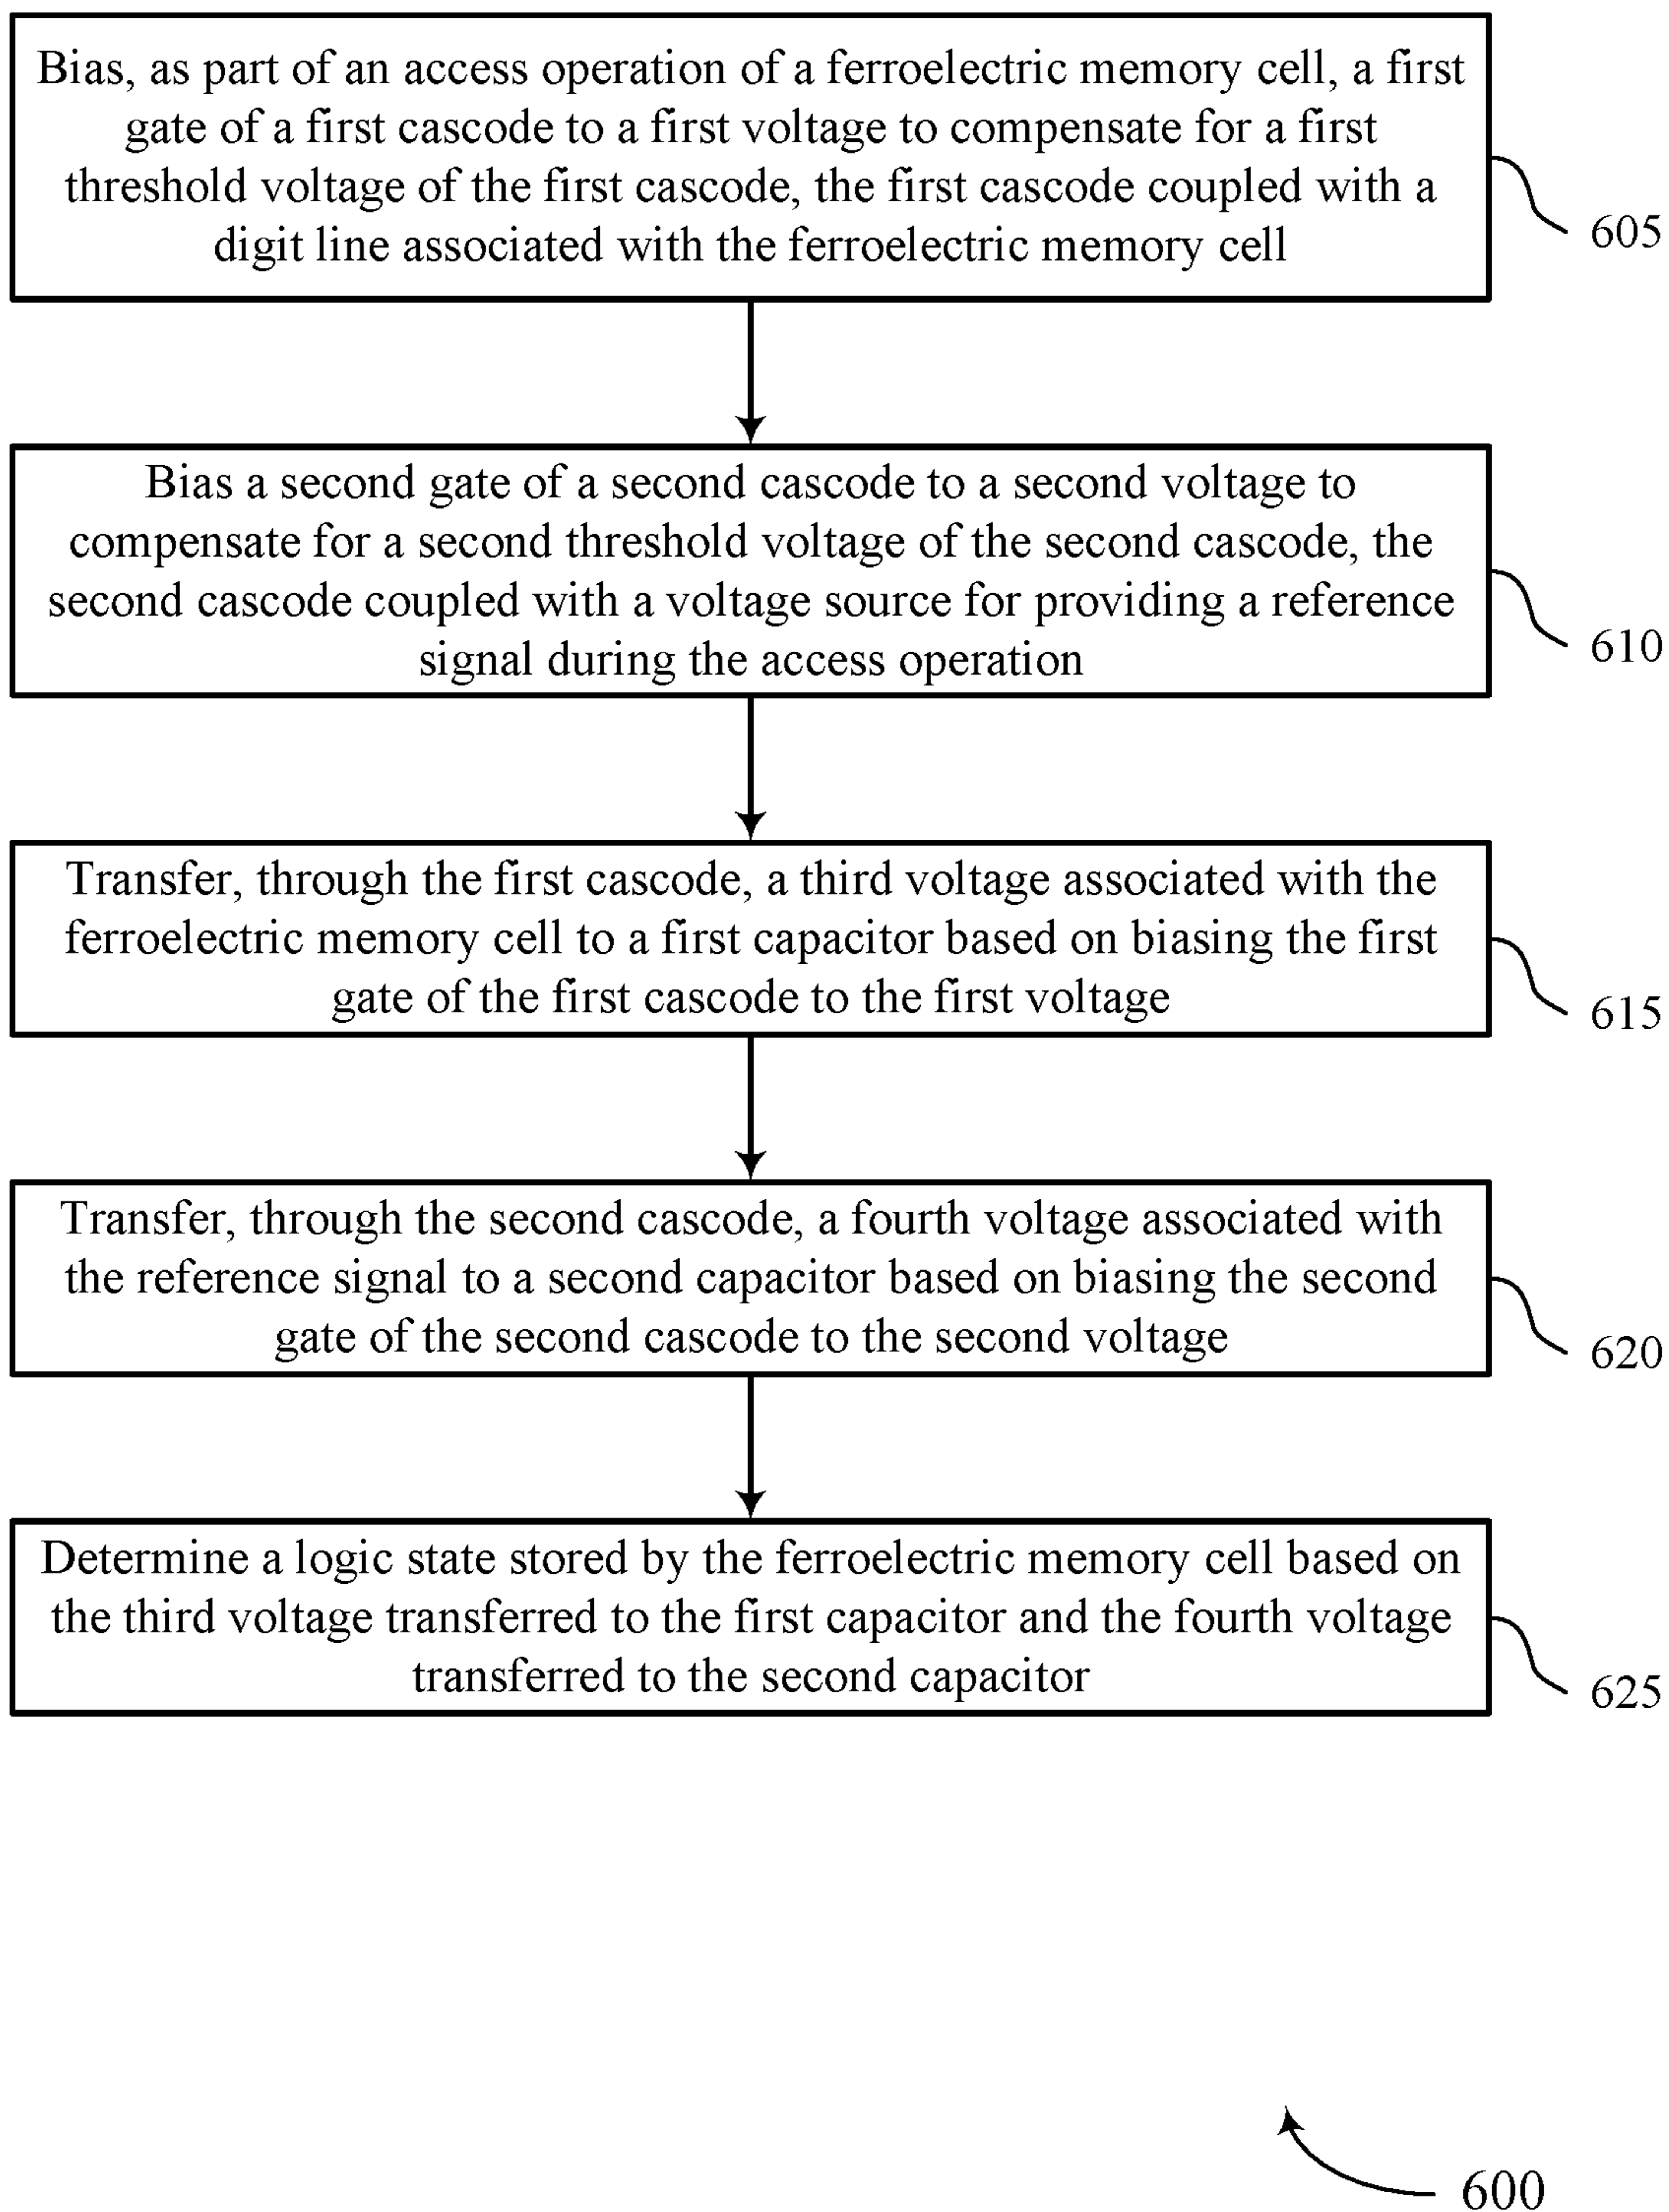 Bias, as part of an access operation of a ferroelectric memory cell, a first
gate of a first cascode to a first voltage to compensate for a first
threshold voltage of the first cascode, the first cascode coupled with a
digit line associated with the ferroelectric memory cell
605
Bias a second gate of a second cascode to a second voltage to
compensate for a second threshold voltage of the second cascode, the
second cascode coupled with a voltage source for providing a reference
signal during the access operation
610
Transfer, through the first cascode, a third voltage associated with the
ferroelectric memory cell to a first capacitor based on biasing the first
gate of the first cascode to the first voltage
615
Transfer, through the second cascode, a fourth voltage associated with
the reference signal to a second capacitor based on biasing the second
gate of the second cascode to the second voltage
620
Determine a logic state stored by the ferroelectric memory cell based on
the third voltage transferred to the first capacitor and the fourth voltage
transferred to the second capacitor
625
600